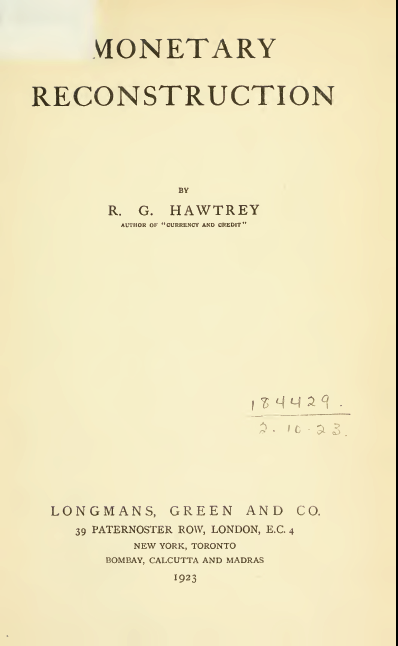 MONETARY
RECONSTRUCTION
BY
R. G. HAWTREY
AUTHOR OF "CURRENCY AND CREDIT"
184429.
2.10.23.
LONGMANS, GREEN AND CO.
39 PATERNOSTER ROW, LONDON, E.C. 4
NEW YORK, TORONTO
BOMBAY, CALCUTTA AND MADRAS
1923